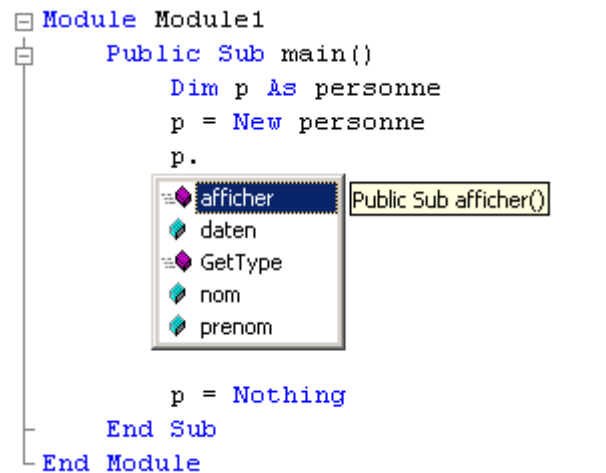 Module Module1
Public Sub main()
Dim p As personne
p = New personne
p.
afficher Public Sub afficher()
daten
GetType
nom
prenom
p = Nothing
End Sub
End Module